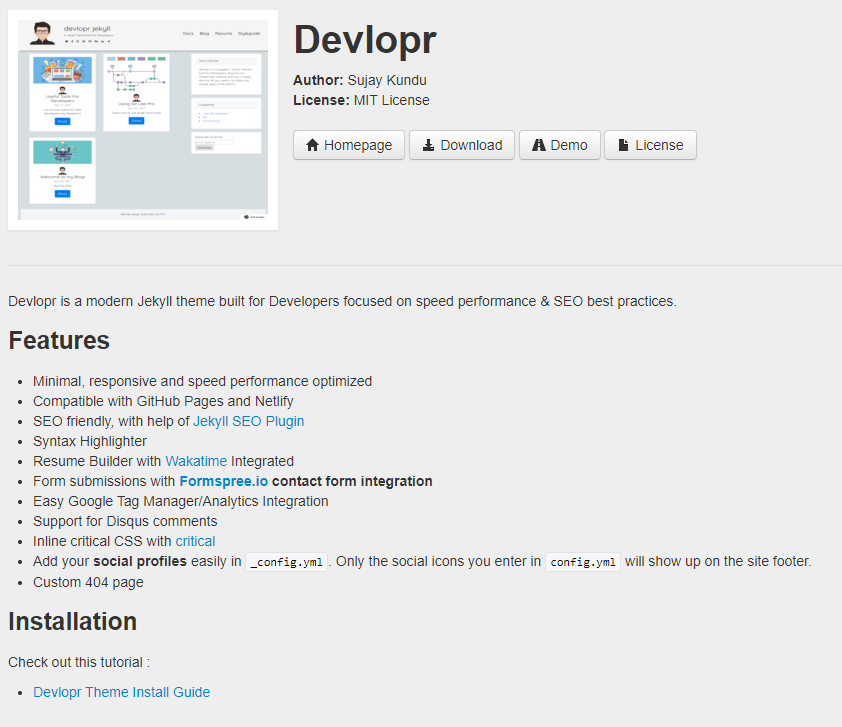 devlopr jekyll
Docs Blog Resume Styleguide
Useful Tools For
Developers
Using Git Like Pro
Welcome to my Blog!
Devlopr
Author: Sujay Kundu
License: MIT License
Homepage Download Demo License
Devlopr is a modern Jekyll theme built for Developers focused on speed performance & SEO best practices.
Features
Minimal, responsive and speed performance optimized
Compatible with GitHub Pages and Netlify
SEO friendly, with help of Jekyll SEO Plugin
Syntax Highlighter
Resume Builder with Wakatime Integrated
Form submissions with Formspree.io contact form integration
Easy Google Tag Manager/Analytics Integration
Support for Disqus comments
Inline critical CSS with critical
Add your social profiles easily in _config.yml. Only the social icons you enter in config.yml will show up on the site footer.
Custom 404 page
Installation
Check out this tutorial :
Devlopr Theme Install Guide